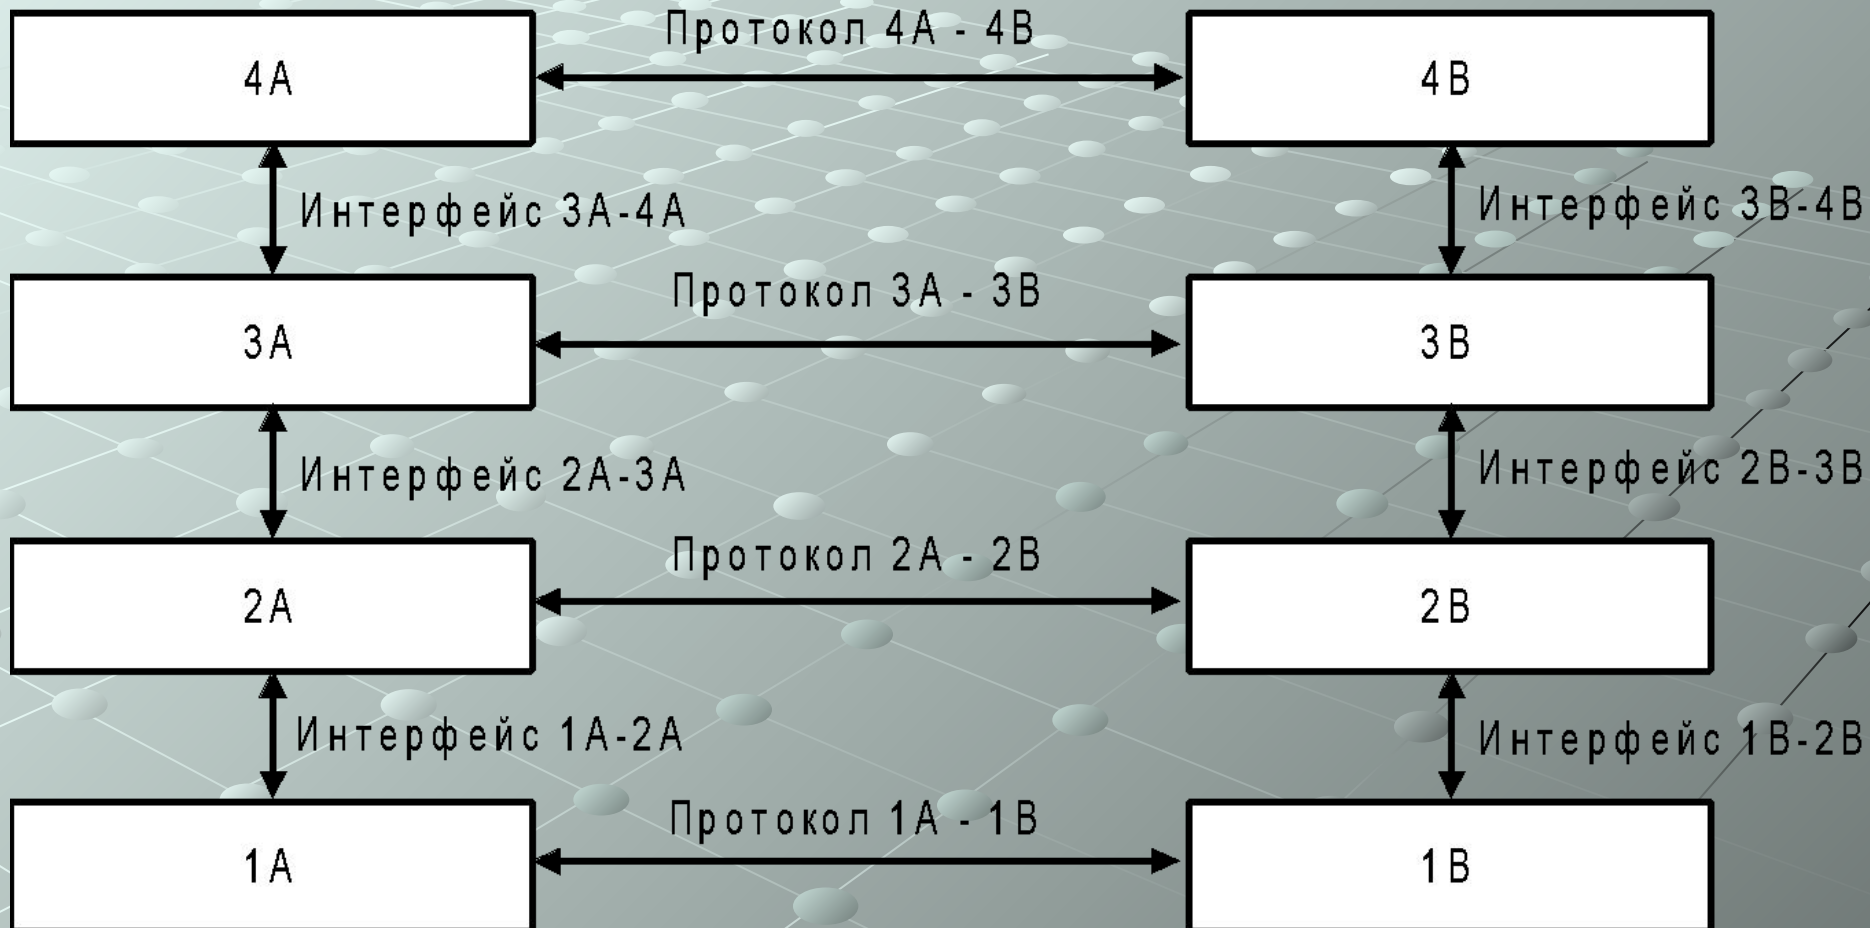 4А
Протокол 4А - 4В
4В
Интерфейс 3А-4А
Интерфейс 3В-4В
3А
Протокол 3А - 3В
3В
Интерфейс 2А-3А
Интерфейс 2В-3В
2А
Протокол 2А - 2В
2В
Интерфейс 1А-2А
Интерфейс 1В-2В
1А
Протокол 1А - 1В
1В